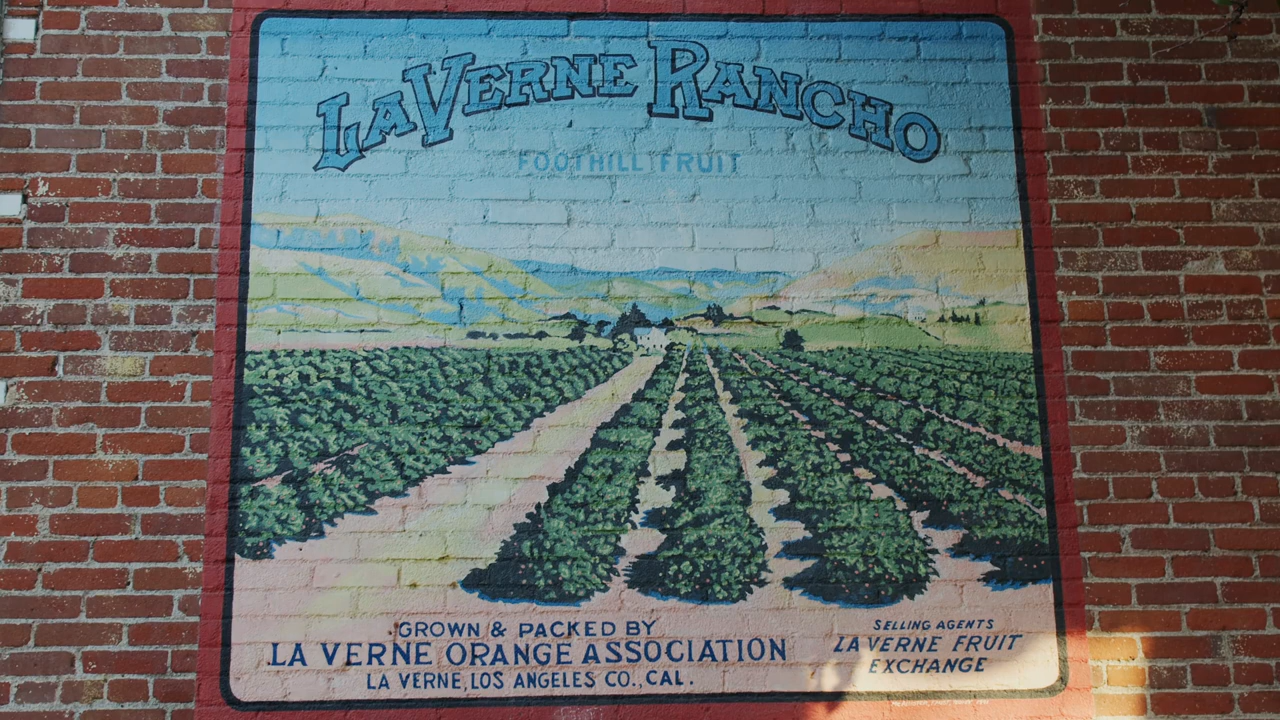 LAVERNE RANCHO
FOOTHILL FRUIT
GROWN & PACKED BY
LA VERNE ORANGE ASSOCIATION
LA VERNE, LOS ANGELES CO., CAL.
SELLING AGENTS
LA VERNE FRUIT
EXCHANGE